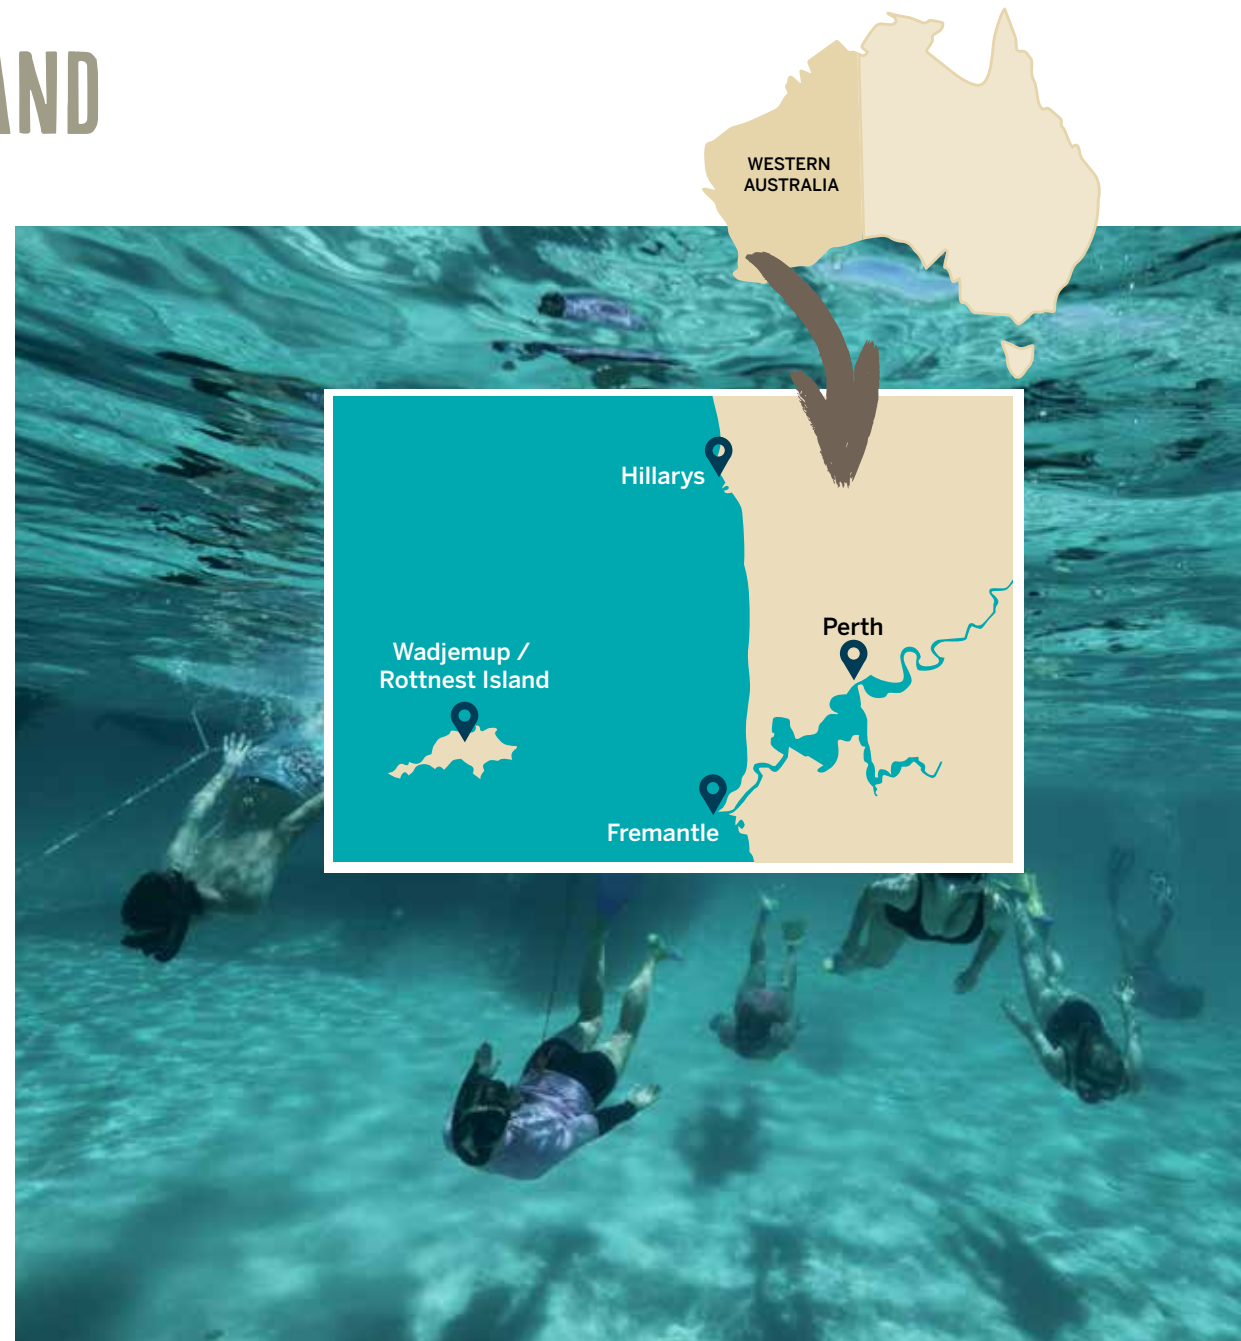 AND
WESTERN
AUSTRALIA
Hillarys
Perth
Wadjemup /
Rottnest Island
Fremantle